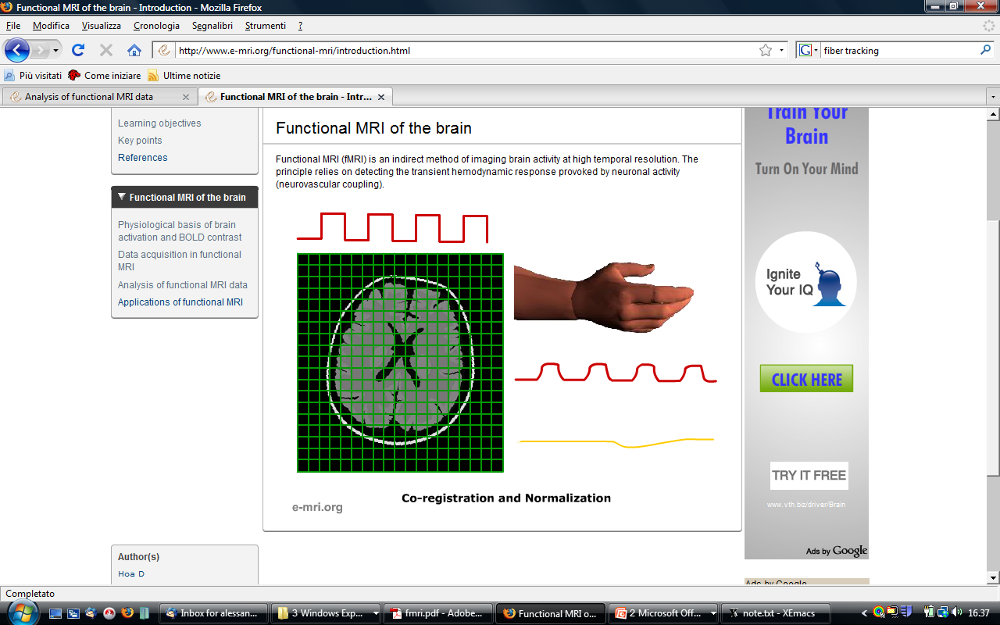 Functional MRI of the brain - Introduction - Mozilla Firefox
File Modifica Visualizza Cronologia Segnalibri Strumenti ?
http://www.e-mri.org/functional-mri/introduction.html
G fiber tracking
Più visitati Come iniziare Ultime notizie
Analysis of functional MRI data
Functional MRI of the brain - Intr...
Learning objectives
Key points
References
Functional MRI of the brain
Physiological basis of brain
activation and BOLD contrast
Data acquisition in functional
MRI
Analysis of functional MRI data
Applications of functional MRI
Functional MRI of the brain
Functional MRI (fMRI) is an indirect method of imaging brain activity at high temporal resolution. The
principle relies on detecting the transient hemodynamic response provoked by neuronal activity
(neurovascular coupling).
Co-registration and Normalization
e-mri.org
Train Your
Brain
Turn On Your Mind
Ignite
Your IQ
CLICK HERE
TRY IT FREE
www.vth.biz/driver/Brain
Ads by Google
Ads by Google
Author(s)
Hoa D
Completato
Inbox for alessan...
3 Windows Exp...
fmri.pdf - Adobe...
Functional MRI o...
2 Microsoft Off...
note.txt - XEmacs
16.37